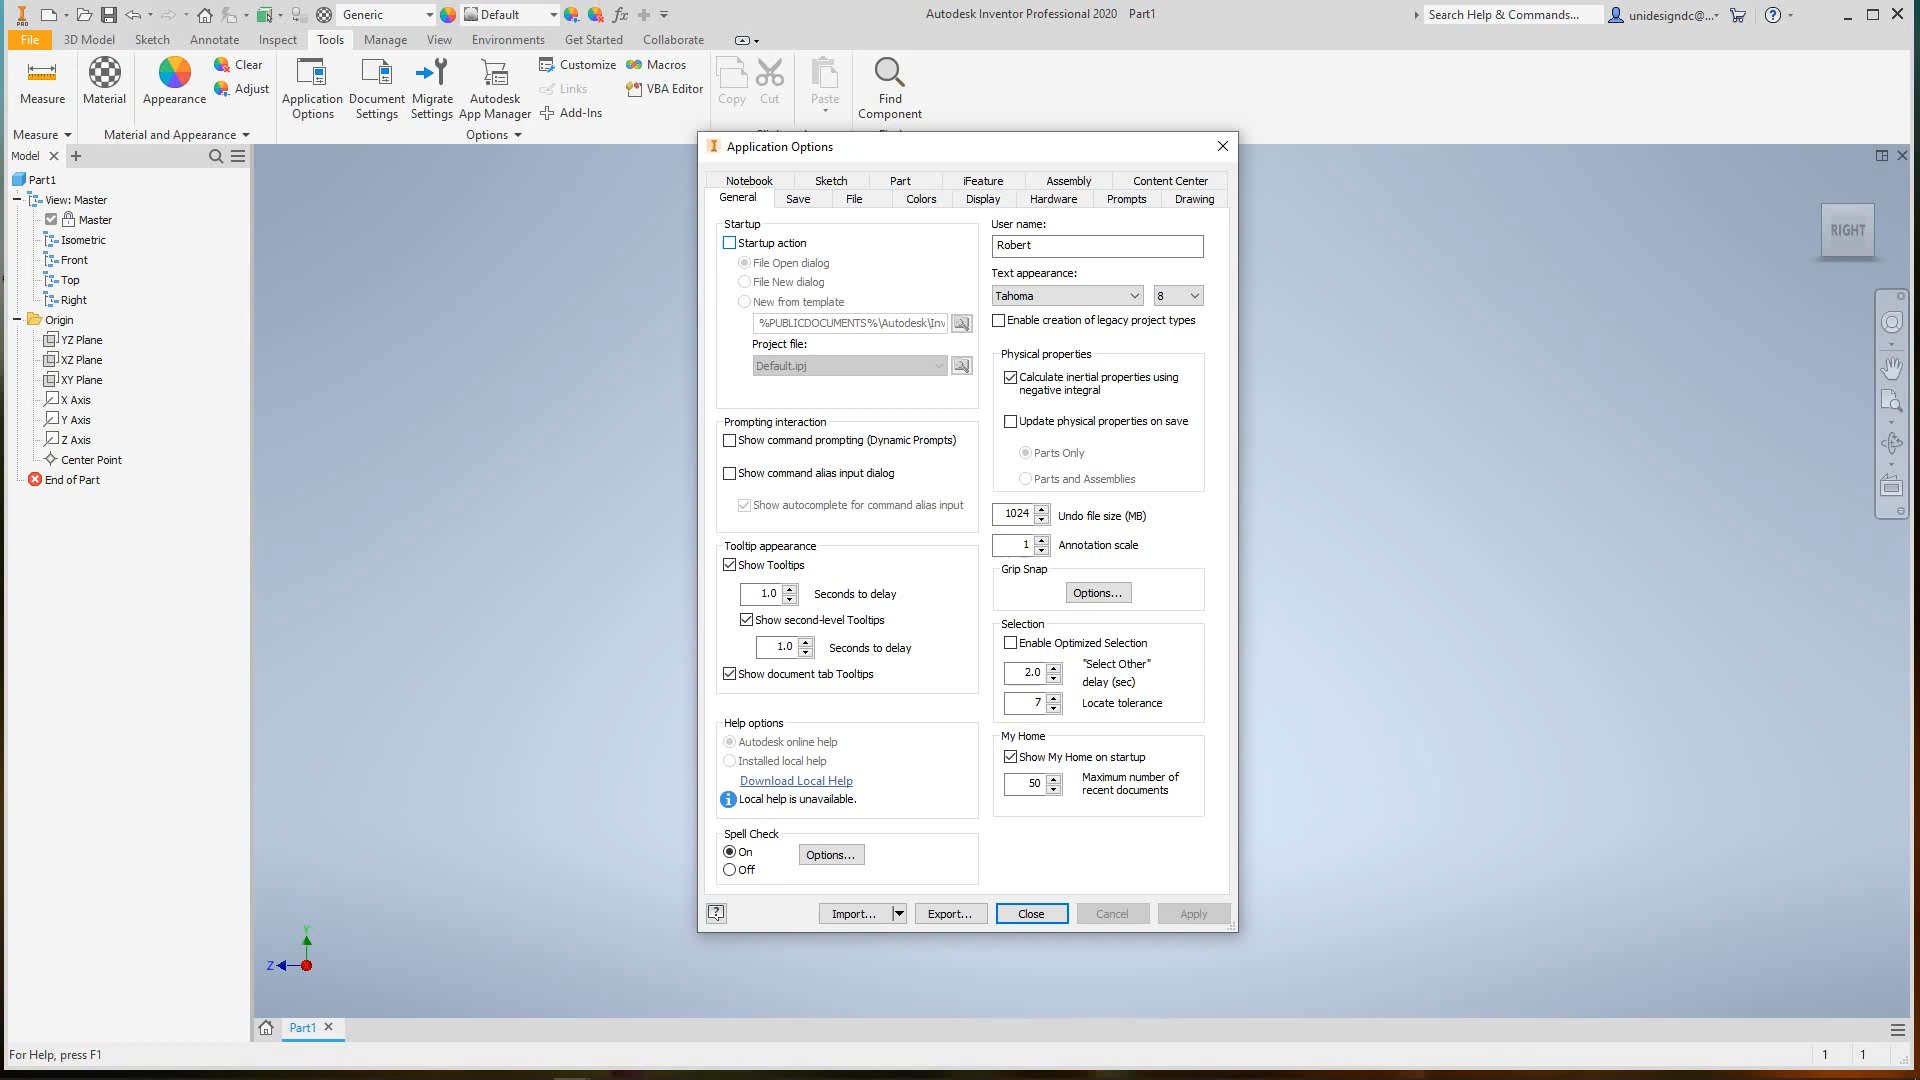 Generic
Default
fx
Autodesk Inventor Professional 2020 Part1
Search Help & Commands...
unidesigndc@...
PRO
File
3D Model
Sketch
Annotate
Inspect
Tools
Manage
View
Environments
Get Started
Collaborate
Measure
Material
Appearance
Clear
Adjust
Application Options
Document Settings
Migrate Settings
Autodesk App Manager
Customize
Links
Add-Ins
Macros
VBA Editor
Copy
Cut
Paste
Find Component
Measure
Material and Appearance
Options
Model
Part1
View: Master
Master
Isometric
Front
Top
Right
Origin
YZ Plane
XZ Plane
XY Plane
X Axis
Y Axis
Z Axis
Center Point
End of Part
Application Options
Notebook
Sketch
Part
iFeature
Assembly
Content Center
General
Save
File
Colors
Display
Hardware
Prompts
Drawing
Startup
Startup action
File Open dialog
File New dialog
New from template
%PUBLICDOCUMENTS%\Autodesk\Inv
Project file:
Default.ipj
Prompting interaction
Show command prompting (Dynamic Prompts)
Show command alias input dialog
Show autocomplete for command alias input
Tooltip appearance
Show Tooltips
1.0 Seconds to delay
Show second-level Tooltips
1.0 Seconds to delay
Show document tab Tooltips
Help options
Autodesk online help
Installed local help
Download Local Help
Local help is unavailable.
Spell Check
On
Off
Options...
User name:
Robert
Text appearance:
Tahoma
8
Enable creation of legacy project types
Physical properties
Calculate inertial properties using
negative integral
Update physical properties on save
Parts Only
Parts and Assemblies
1024 Undo file size (MB)
1 Annotation scale
Grip Snap
Options...
Selection
Enable Optimized Selection
2.0 "Select Other"
delay (sec)
7 Locate tolerance
My Home
Show My Home on startup
50 Maximum number of
recent documents
Import...
Export...
Close
Cancel
Apply
RIGHT
Y
Z
Part1
For Help, press F1
1
1